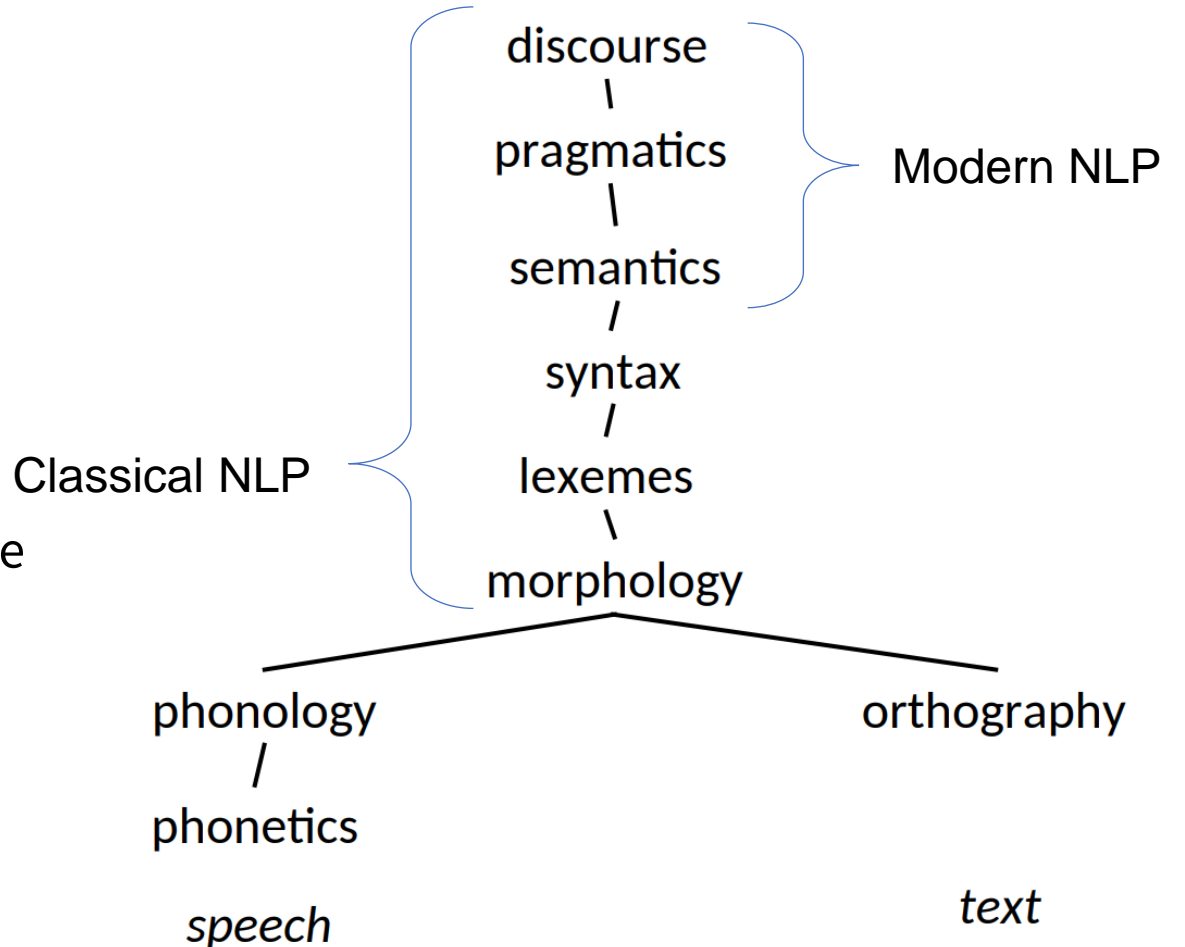 discourse
pragmatics
Modern NLP
semantics
syntax
Classical NLP
lexemes
e
morphology
phonology
orthography
phonetics
text
speech